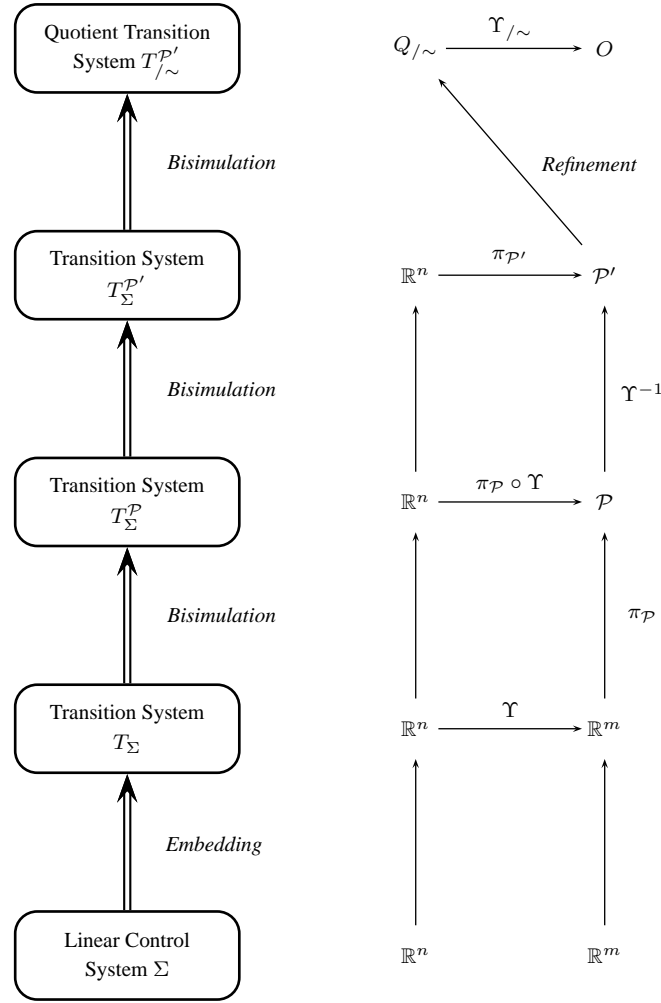 Quotient Transition
System $T^{\mathcal{P}'}_{/\sim}$
$Q_{/\sim}$ $\Upsilon_{/\sim}$ $O$
Bisimulation
Refinement
Transition System
$T^{\mathcal{P}'}_{\Sigma}$
$\mathbb{R}^n$ $\pi_{\mathcal{P}'}$ $\mathcal{P}'$
Bisimulation
$\Upsilon^{-1}$
Transition System
$T^{\mathcal{P}}_{\Sigma}$
$\mathbb{R}^n$ $\pi_{\mathcal{P}} \circ \Upsilon$ $\mathcal{P}$
Bisimulation
$\pi_{\mathcal{P}}$
Transition System
$T_{\Sigma}$
$\mathbb{R}^n$ $\Upsilon$ $\mathbb{R}^m$
Embedding
Linear Control
System $\Sigma$
$\mathbb{R}^n$ $\mathbb{R}^m$